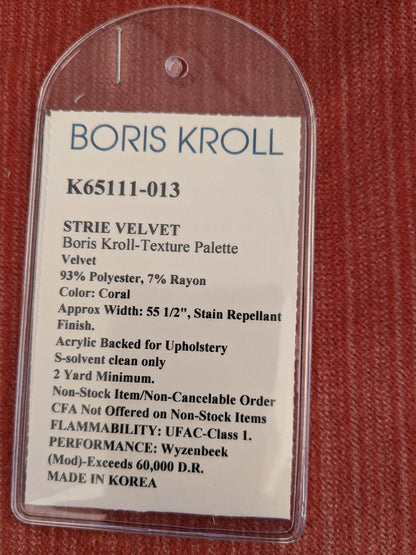 BORIS KROLL
K65111-013
STRIE VELVET
Boris Kroll-Texture Palette
Velvet
93% Polyester, 7% Rayon
Color: Coral
Approx Width: 55 1/2", Stain Repellant
Finish.
Acrylic Backed for Upholstery
S-solvent clean only
2 Yard Minimum.
Non-Stock Item/Non-Cancelable Order
CFA Not Offered on Non-Stock Items
FLAMMABILITY: UFAC-Class 1.
PERFORMANCE: Wyzenbeek
(Mod)-Exceeds 60,000 D.R.
MADE IN KOREA